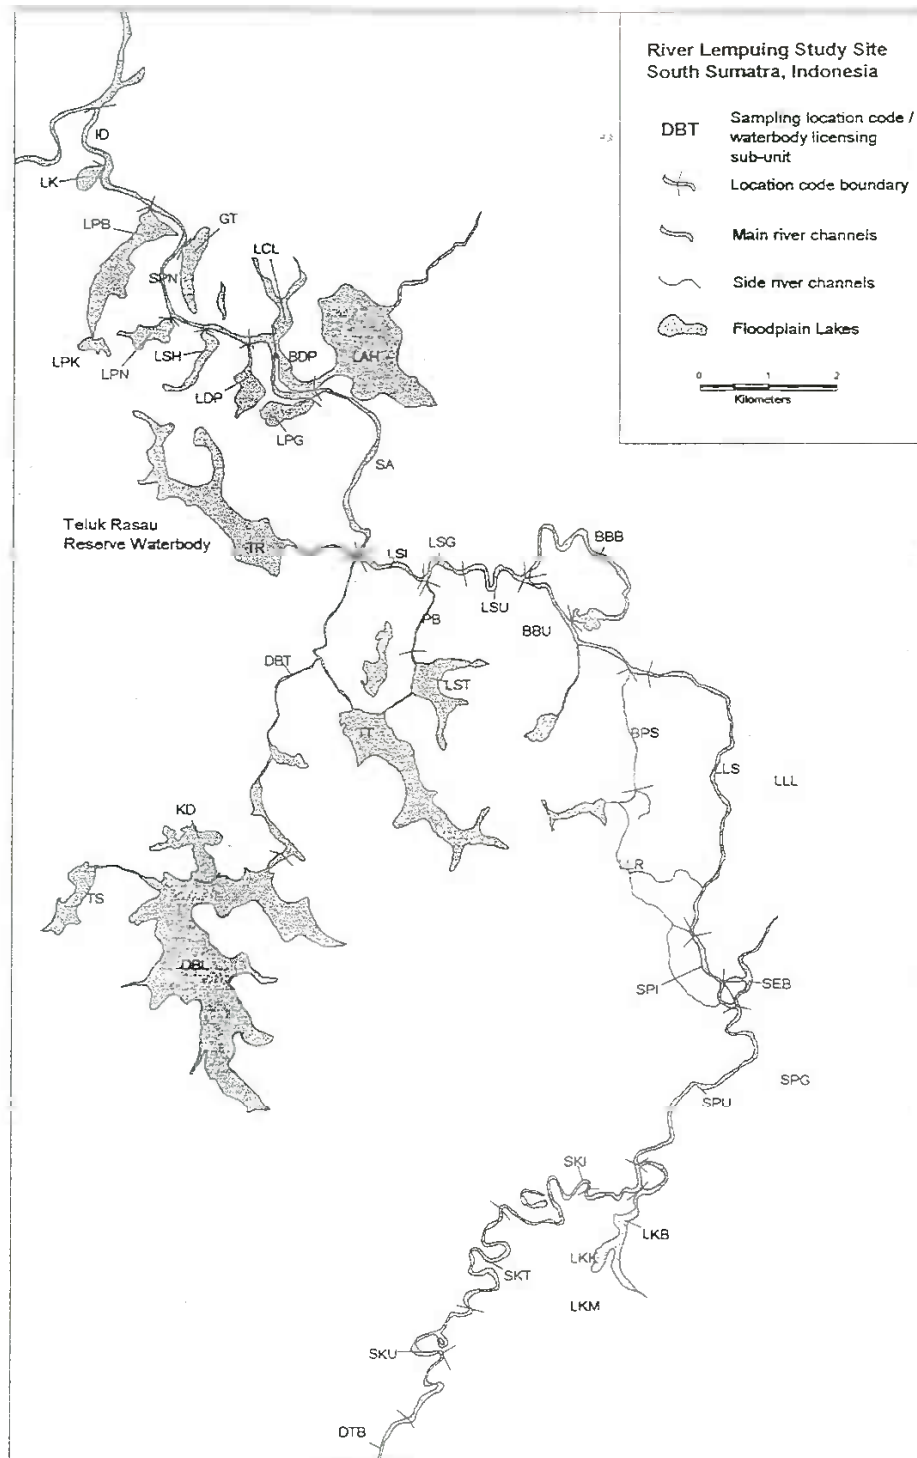 River Lempuing Study Site
South Sumatra, Indonesia
DBT
Sampling location code /
waterbody licensing
sub-unit
Location code boundary
Main river channels
Side river channels
Floodplain Lakes
0 1 2
Kilometers
ID
LK
LPB
GT
LCL
SPN
LPK
LPN
LSH
BDP
LAH
LDP
LPG
SA
Teluk Rasau
Reserve Waterbody
TR
LSI
LSG
BBB
LSU
PB
BBU
DBT
LST
TT
BPS
LLS
LLL
KD
LLR
TS
DBL
SPI
SEB
SPG
SPU
SKI
LKB
LKK
SKT
LKM
SKU
DTB